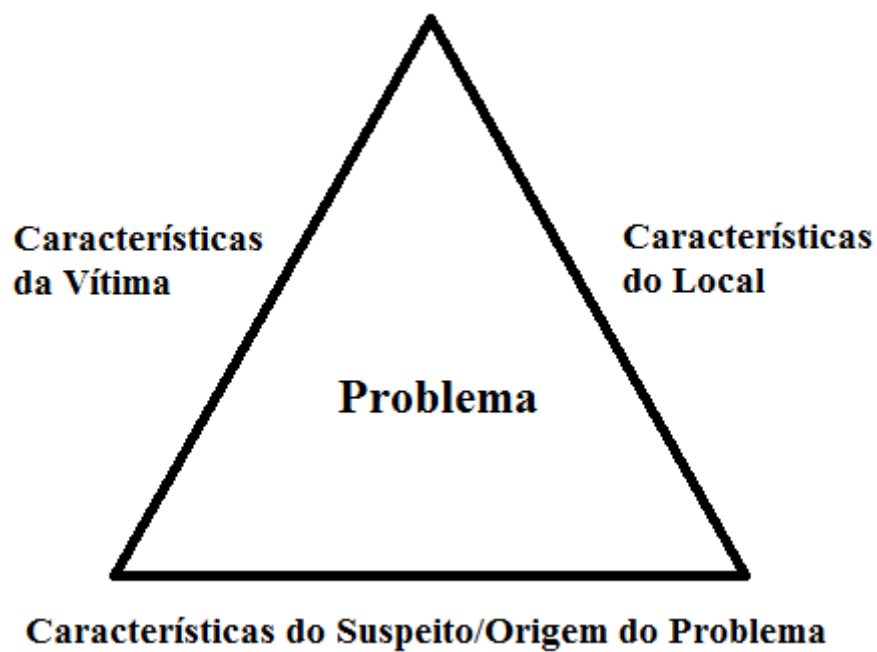 Características
da Vítima
Características
do Local
Problema
Características do Suspeito/Origem do Problema